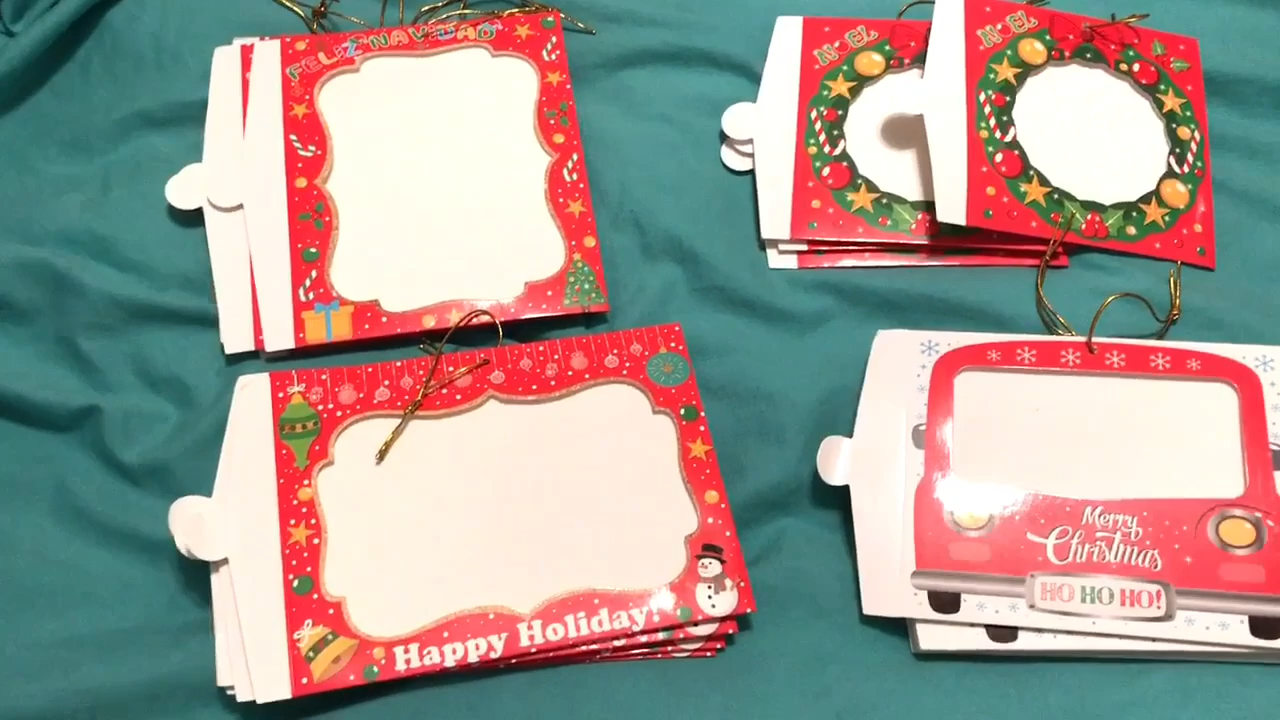 FELIZ NAVIDAD
NOEL
NOEL
Happy Holiday!
Merry
Christmas
HO HO HO!